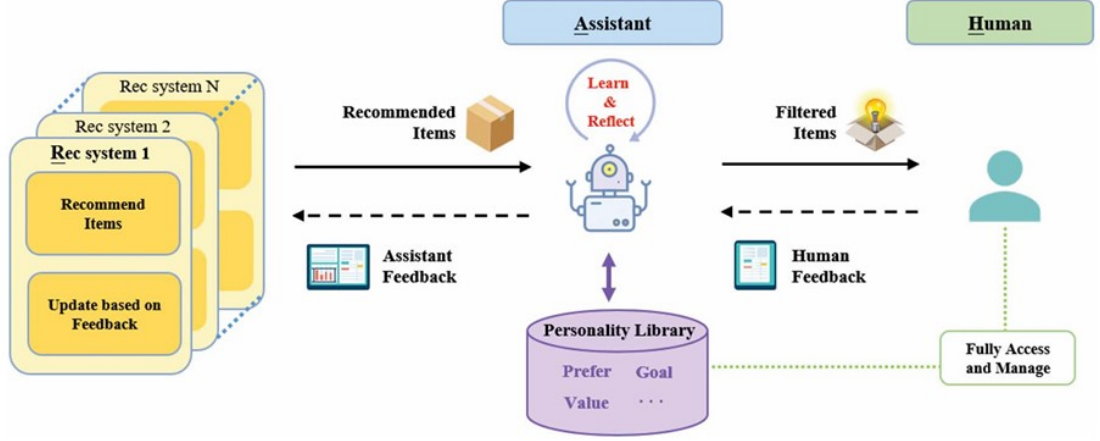 Assistant
Human
Rec system N
Rec system 2
Rec system 1
Recommend
Items
Update based on
Feedback
Recommended
Items
Learn
&
Reflect
Filtered
Items
Assistant
Feedback
Human
Feedback
Personality Library
Prefer Goal
Value ...
Fully Access
and Manage